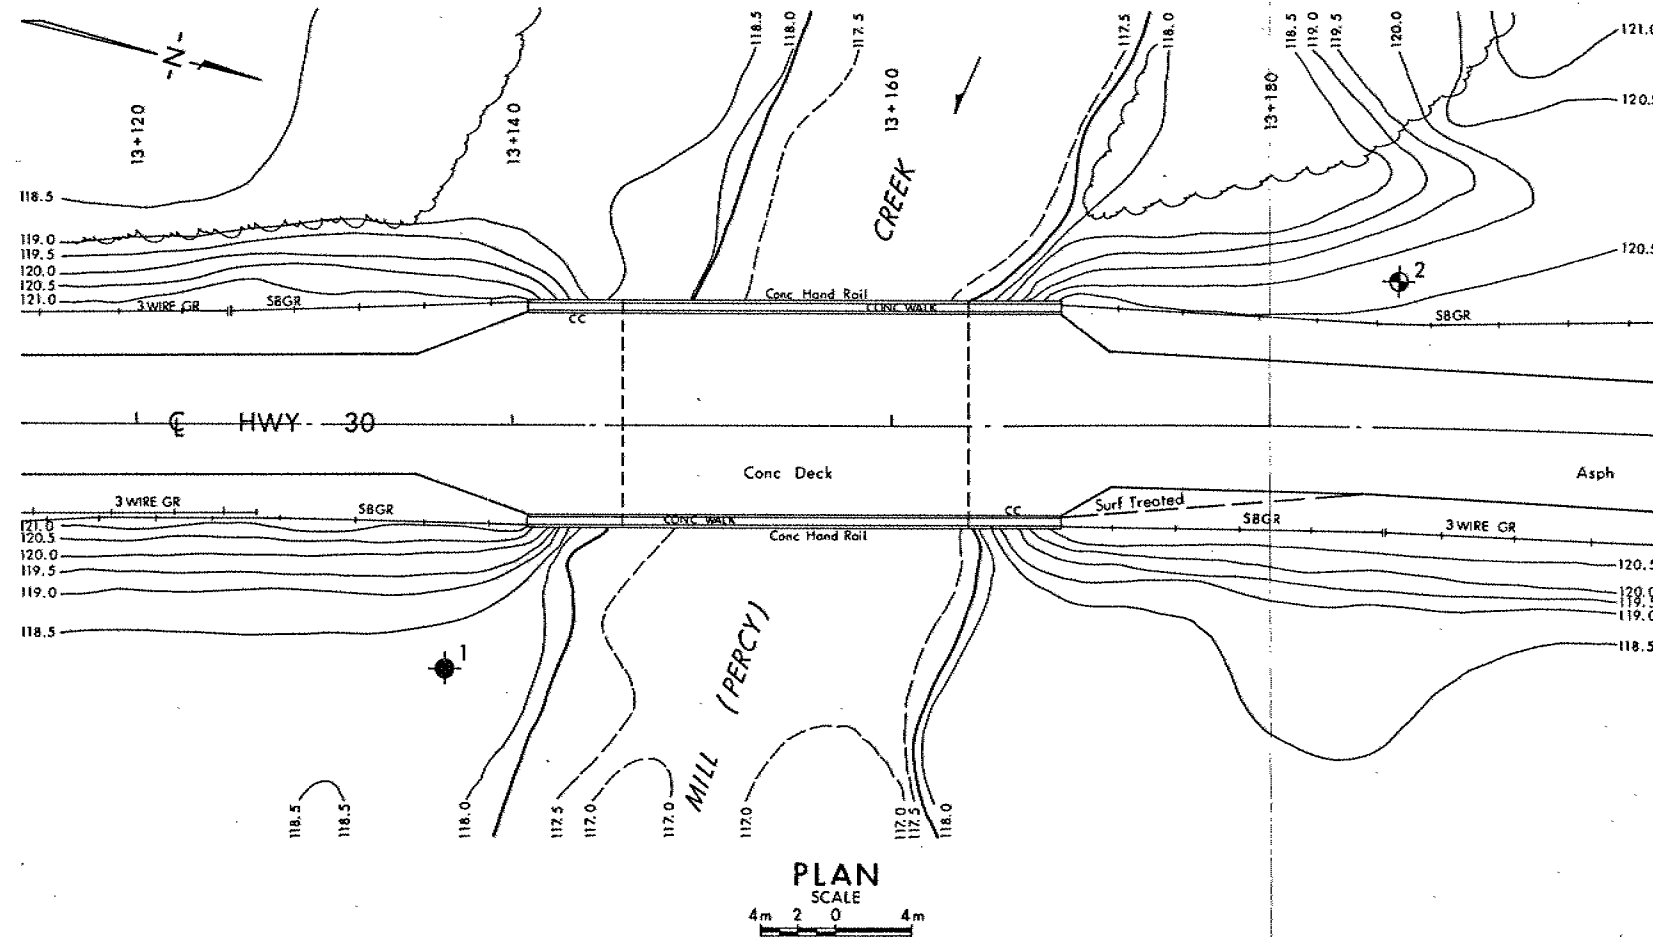 118.5
118.0
117.5
117.5
118.0
118.5
119.0
119.5
120.0
121.0
120.5
-N-
13+120
13+140
13+160
13+180
CREEK
118.5
119.0
119.5
120.0
120.5
121.0
120.5
2
3 WIRE GR
SBGR
Conc Hand Rail
CONC WALK
CC
SBGR
℄ HWY 30
Conc Deck
Asph
3 WIRE GR
SBGR
CONC WALK
CC
Surf Treated
SBGR
3 WIRE GR
Conc Hand Rail
121.0
120.5
120.0
119.5
119.0
118.5
120.5
120.0
119.5
119.0
118.5
1
MILL (PERCY)
118.5
118.5
118.0
117.5
117.0
117.0
117.0
117.0
117.5
118.0
PLAN
SCALE
4m 2 0 4m